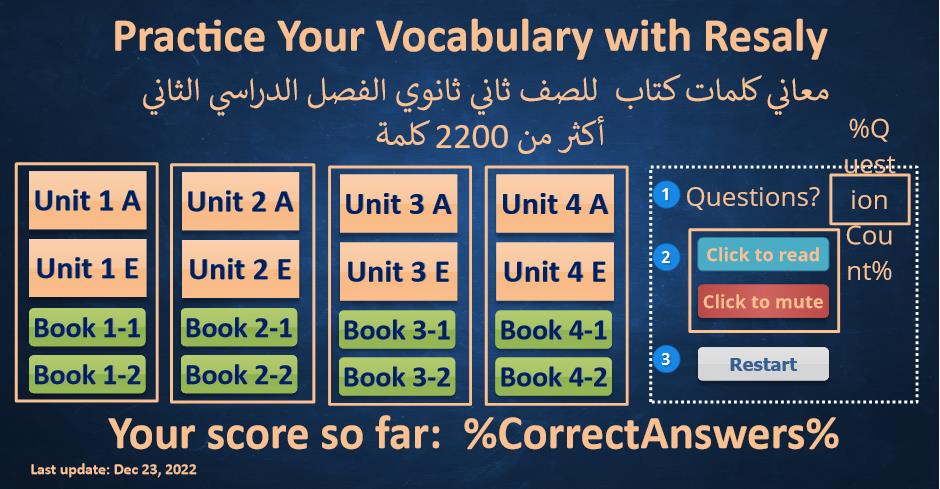 Practice Your Vocabulary with Resaly
معاني كلمات كتاب للصف ثاني ثانوي الفصل الدراسي الثاني
أكثر من 2200 كلمة
Unit 1 A
Unit 1 E
Book 1-1
Book 1-2
Unit 2 A
Unit 2 E
Book 2-1
Book 2-2
Unit 3 A
Unit 3 E
Book 3-1
Book 3-2
Unit 4 A
Unit 4 E
Book 4-1
Book 4-2
1 Questions?
%Q
uest
ion
Cou
nt%
2 Click to read
Click to mute
3 Restart
Your score so far: %CorrectAnswers%
Last update: Dec 23, 2022